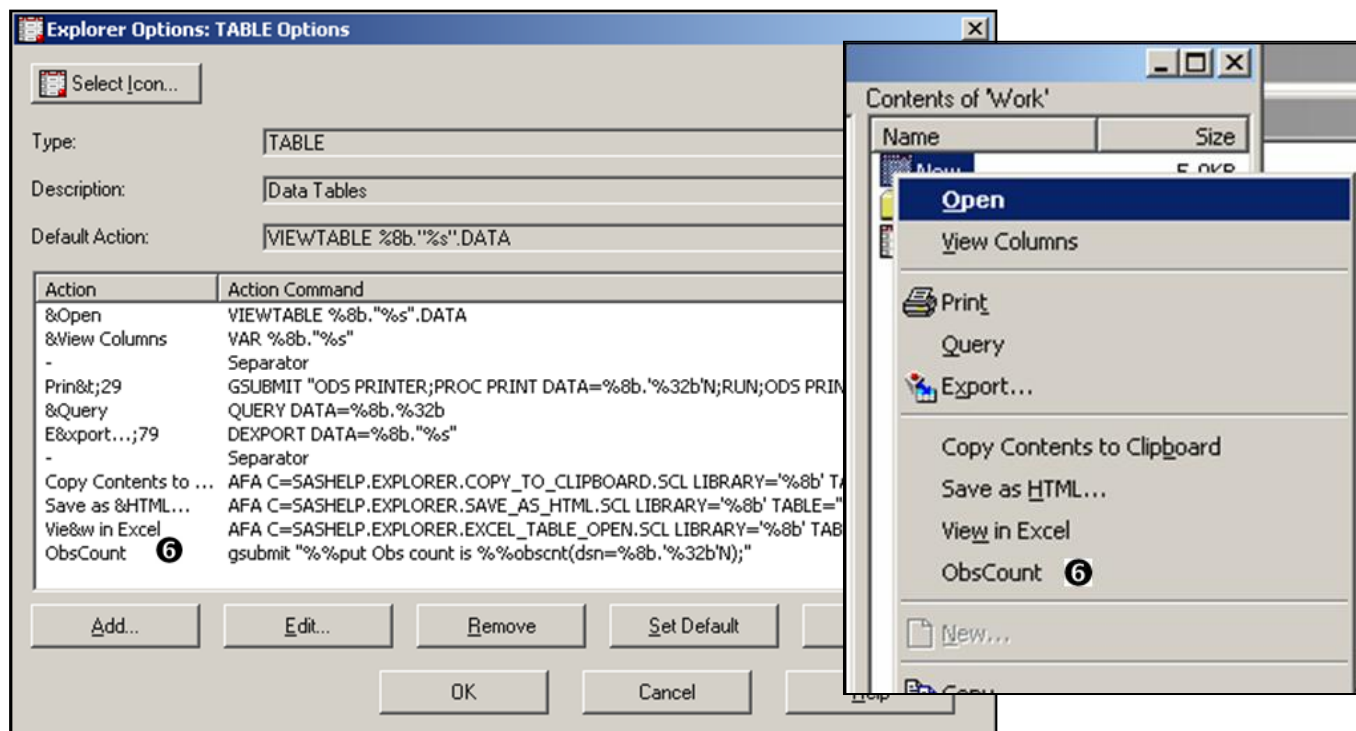 Explorer Options: TABLE Options
Select Icon...
Type: TABLE
Description: Data Tables
Default Action: VIEWTABLE %8b."%s".DATA
Action Action Command
&Open VIEWTABLE %8b."%s".DATA
&View Columns VAR %8b."%s"
- Separator
Prin&t;29 GSUBMIT "ODS PRINTER;PROC PRINT DATA=%8b.'%32b'N;RUN;ODS PRIN
&Query QUERY DATA=%8b.%32b
E&xport...;79 DEXPORT DATA=%8b."%s"
- Separator
Copy Contents to ... AFA C=SASHELP.EXPLORER.COPY_TO_CLIPBOARD.SCL LIBRARY='%8b' TA
Save as &HTML... AFA C=SASHELP.EXPLORER.SAVE_AS_HTML.SCL LIBRARY='%8b' TABLE="
Vie&w in Excel AFA C=SASHELP.EXPLORER.EXCEL_TABLE_OPEN.SCL LIBRARY='%8b' TAB
ObsCount ❻ gsubmit "%%put Obs count is %%obscnt(dsn=%8b.'%32b'N);"
Add... Edit... Remove Set Default
OK Cancel Help
Contents of 'Work'
Name Size
New 5.0KB
Open
View Columns
Print
Query
Export...
Copy Contents to Clipboard
Save as HTML...
View in Excel
ObsCount ❻
New...
Copy